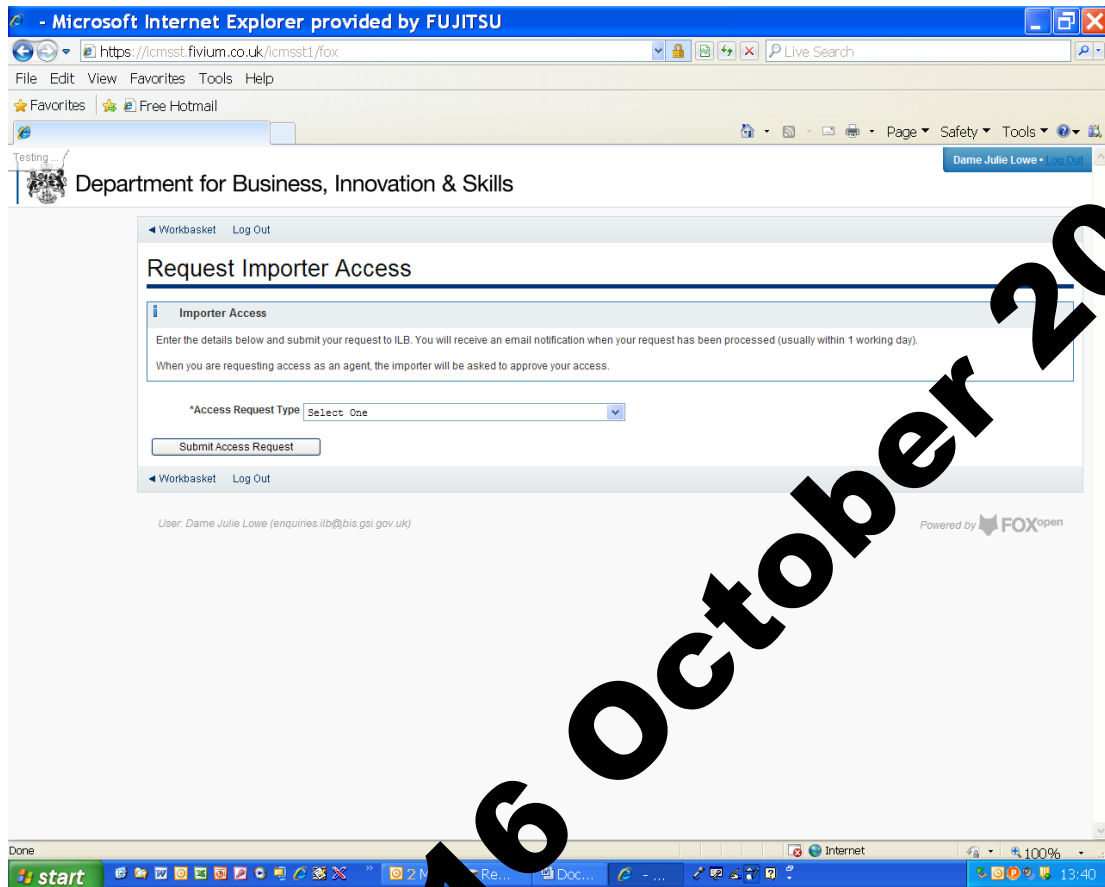 - Microsoft Internet Explorer provided by FUJITSU
https://icmsst.fivium.co.uk/icmsst1/fox
Live Search
File Edit View Favorites Tools Help
Favorites Free Hotmail
Page Safety Tools
Testing ...
Dame Julie Lowe • Log Out
Department for Business, Innovation & Skills
Workbasket Log Out
Request Importer Access
Importer Access
Enter the details below and submit your request to ILB. You will receive an email notification when your request has been processed (usually within 1 working day).
When you are requesting access as an agent, the importer will be asked to approve your access.
*Access Request Type Select One
Submit Access Request
Workbasket Log Out
User: Dame Julie Lowe (enquiries.ilb@bis.gsi.gov.uk)
Powered by FOXopen
16 October 20
Done
Internet
100%
start
2 M
Re...
Doc...
- ...
13:40